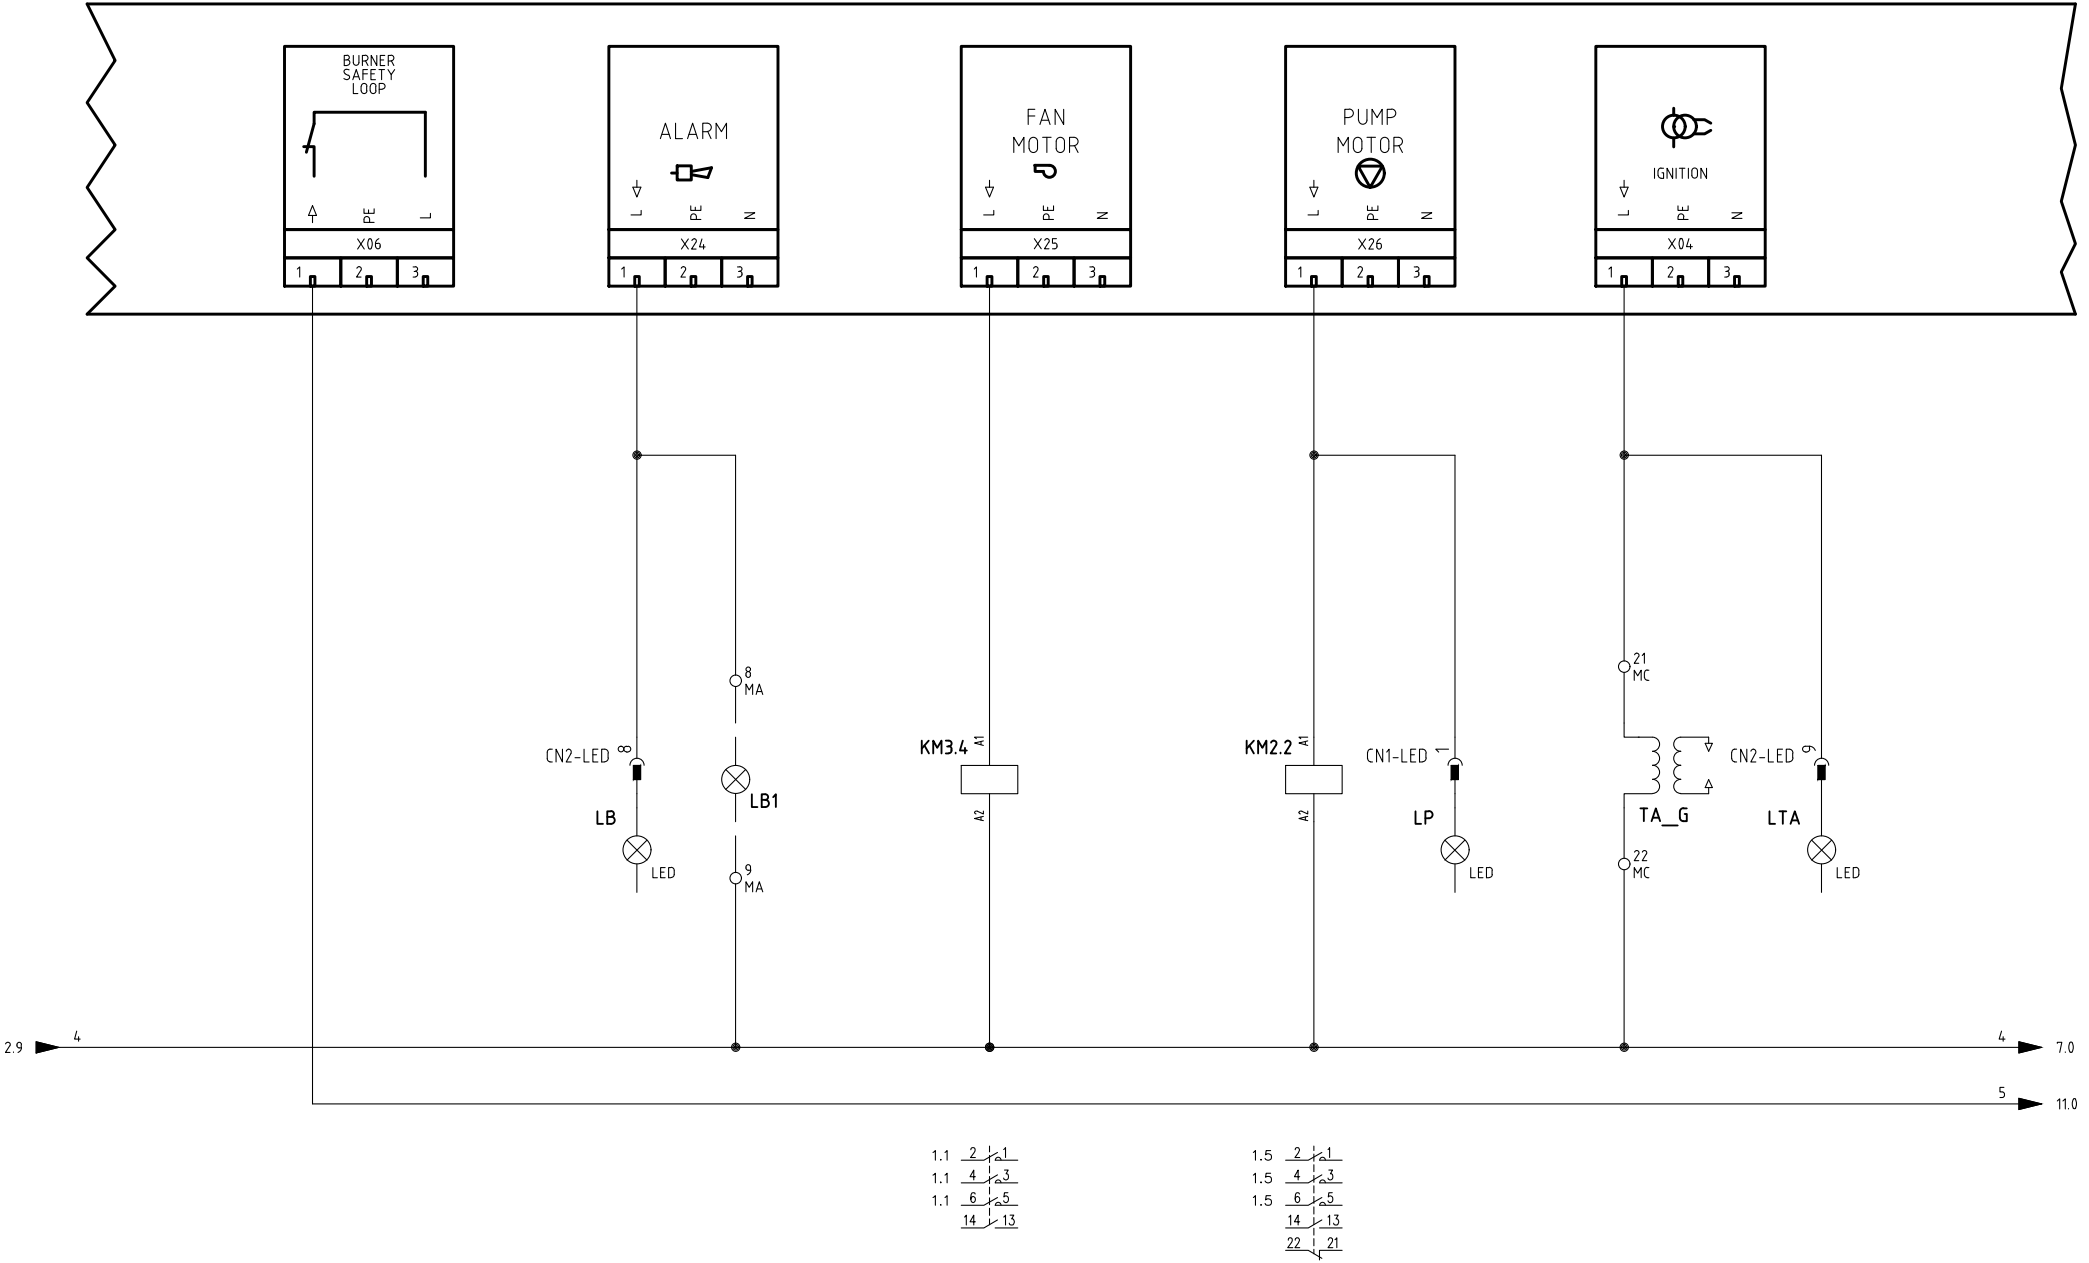 BURNER
SAFETY
LOOP
PE
L
X06
1 2 3
ALARM
L
PE
N
X24
1 2 3
FAN
MOTOR
L
PE
N
X25
1 2 3
PUMP
MOTOR
L
PE
N
X26
1 2 3
IGNITION
L
PE
N
X04
1 2 3
8
MA
21
MC
CN2-LED 8
LB
LED
LB1
9
MA
KM3.4 A1
A2
KM2.2 A1
A2
CN1-LED 1
LP
LED
TA_G
22
MC
CN2-LED 9
LTA
LED
2.9 4
4 7.0
5 11.0
1.1 2 1
1.1 4 3
1.1 6 5
14 13
1.5 2 1
1.5 4 3
1.5 6 5
14 13
22 21